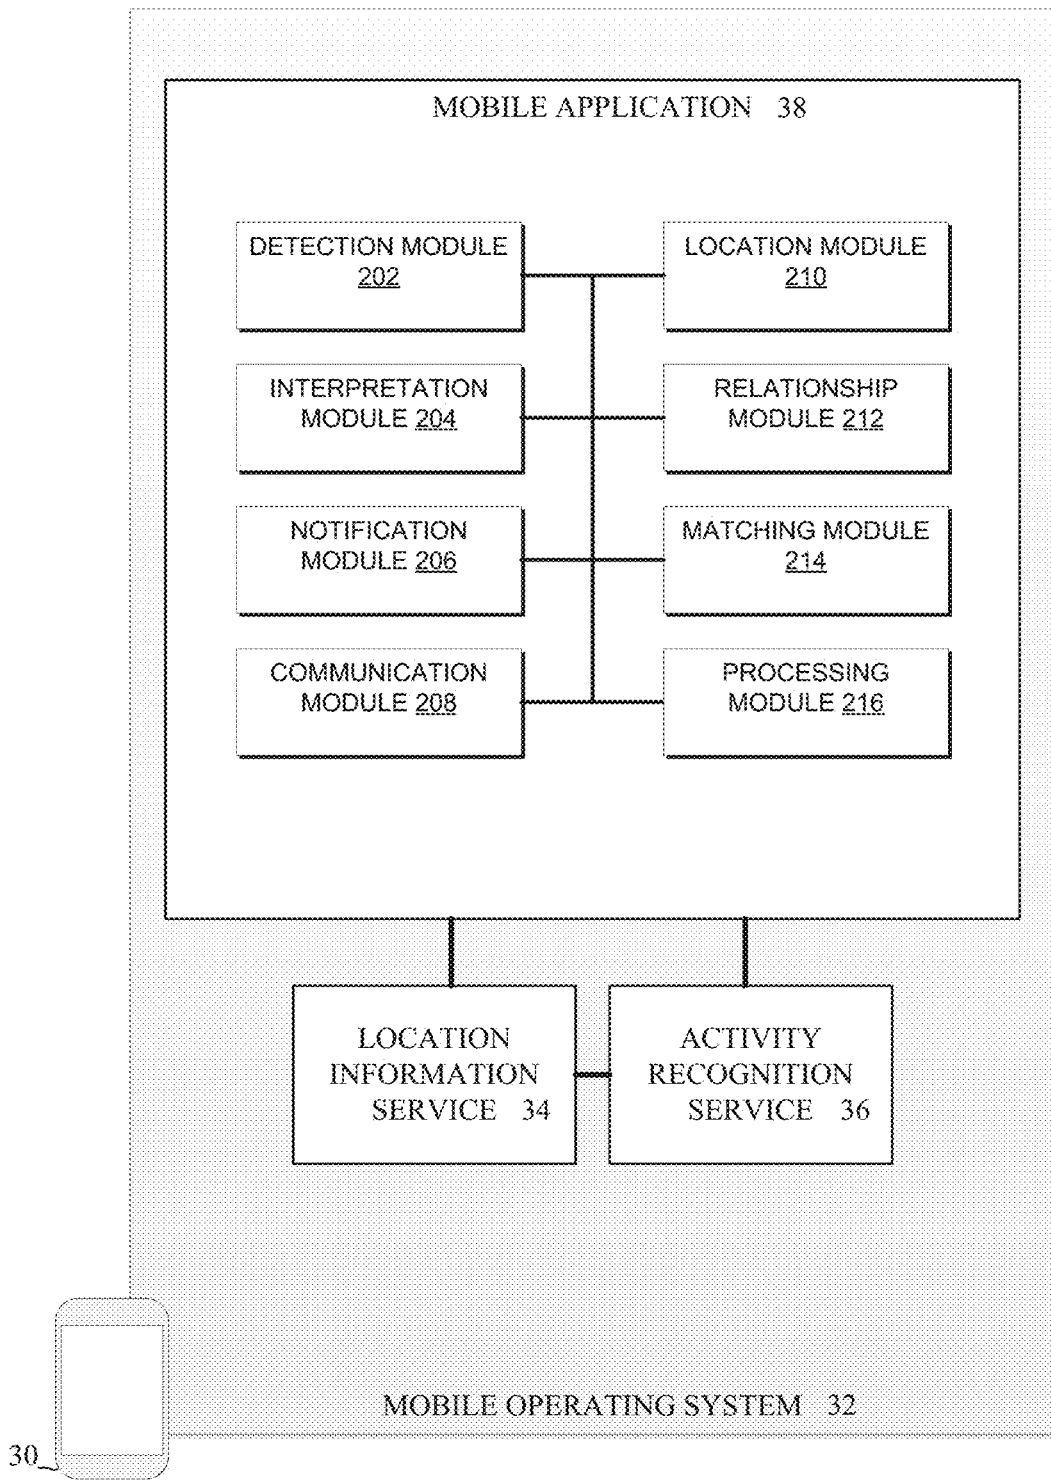 MOBILE APPLICATION 38
DETECTION MODULE
202
LOCATION MODULE
210
INTERPRETATION
MODULE 204
RELATIONSHIP
MODULE 212
NOTIFICATION
MODULE 206
MATCHING MODULE
214
COMMUNICATION
MODULE 208
PROCESSING
MODULE 216
LOCATION
INFORMATION
SERVICE 34
ACTIVITY
RECOGNITION
SERVICE 36
MOBILE OPERATING SYSTEM 32
30